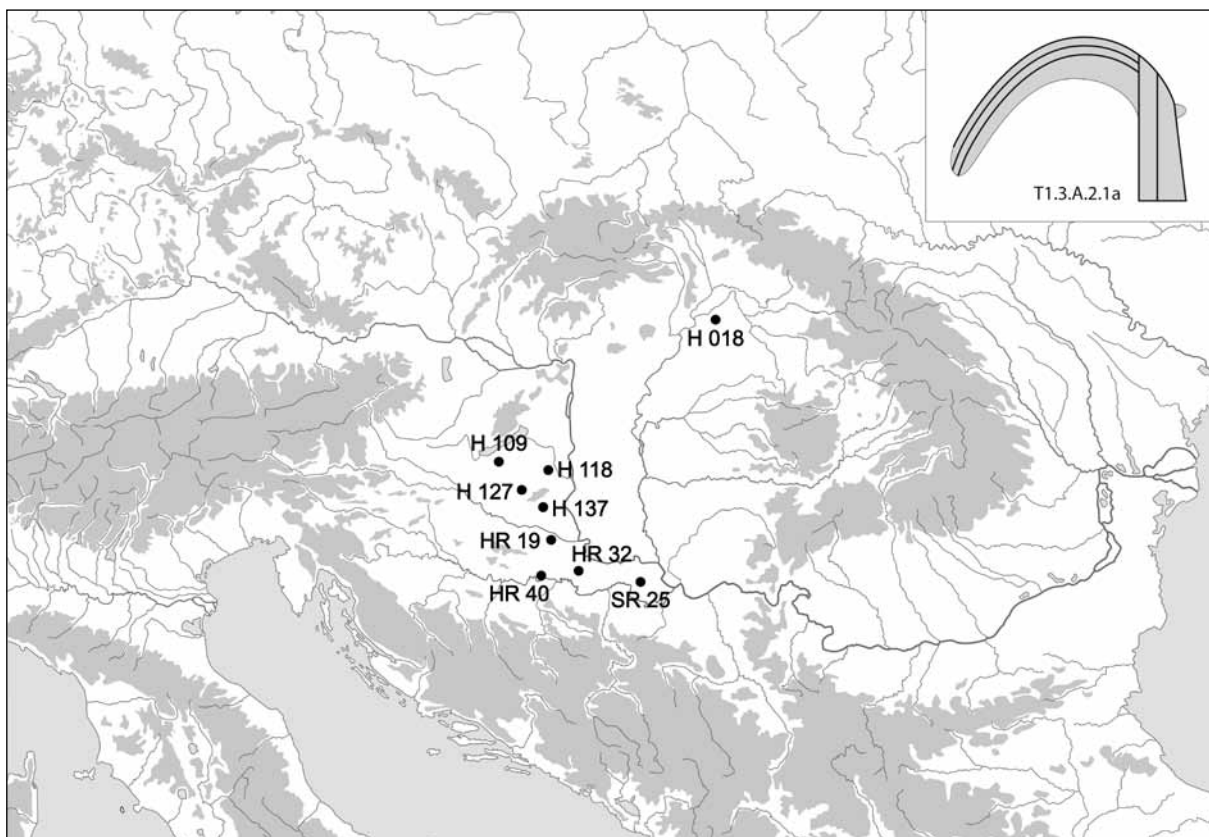 T1.3.A.2.1a
H 018
H 109
H 118
H 127
H 137
HR 19
HR 32
HR 40
SR 25